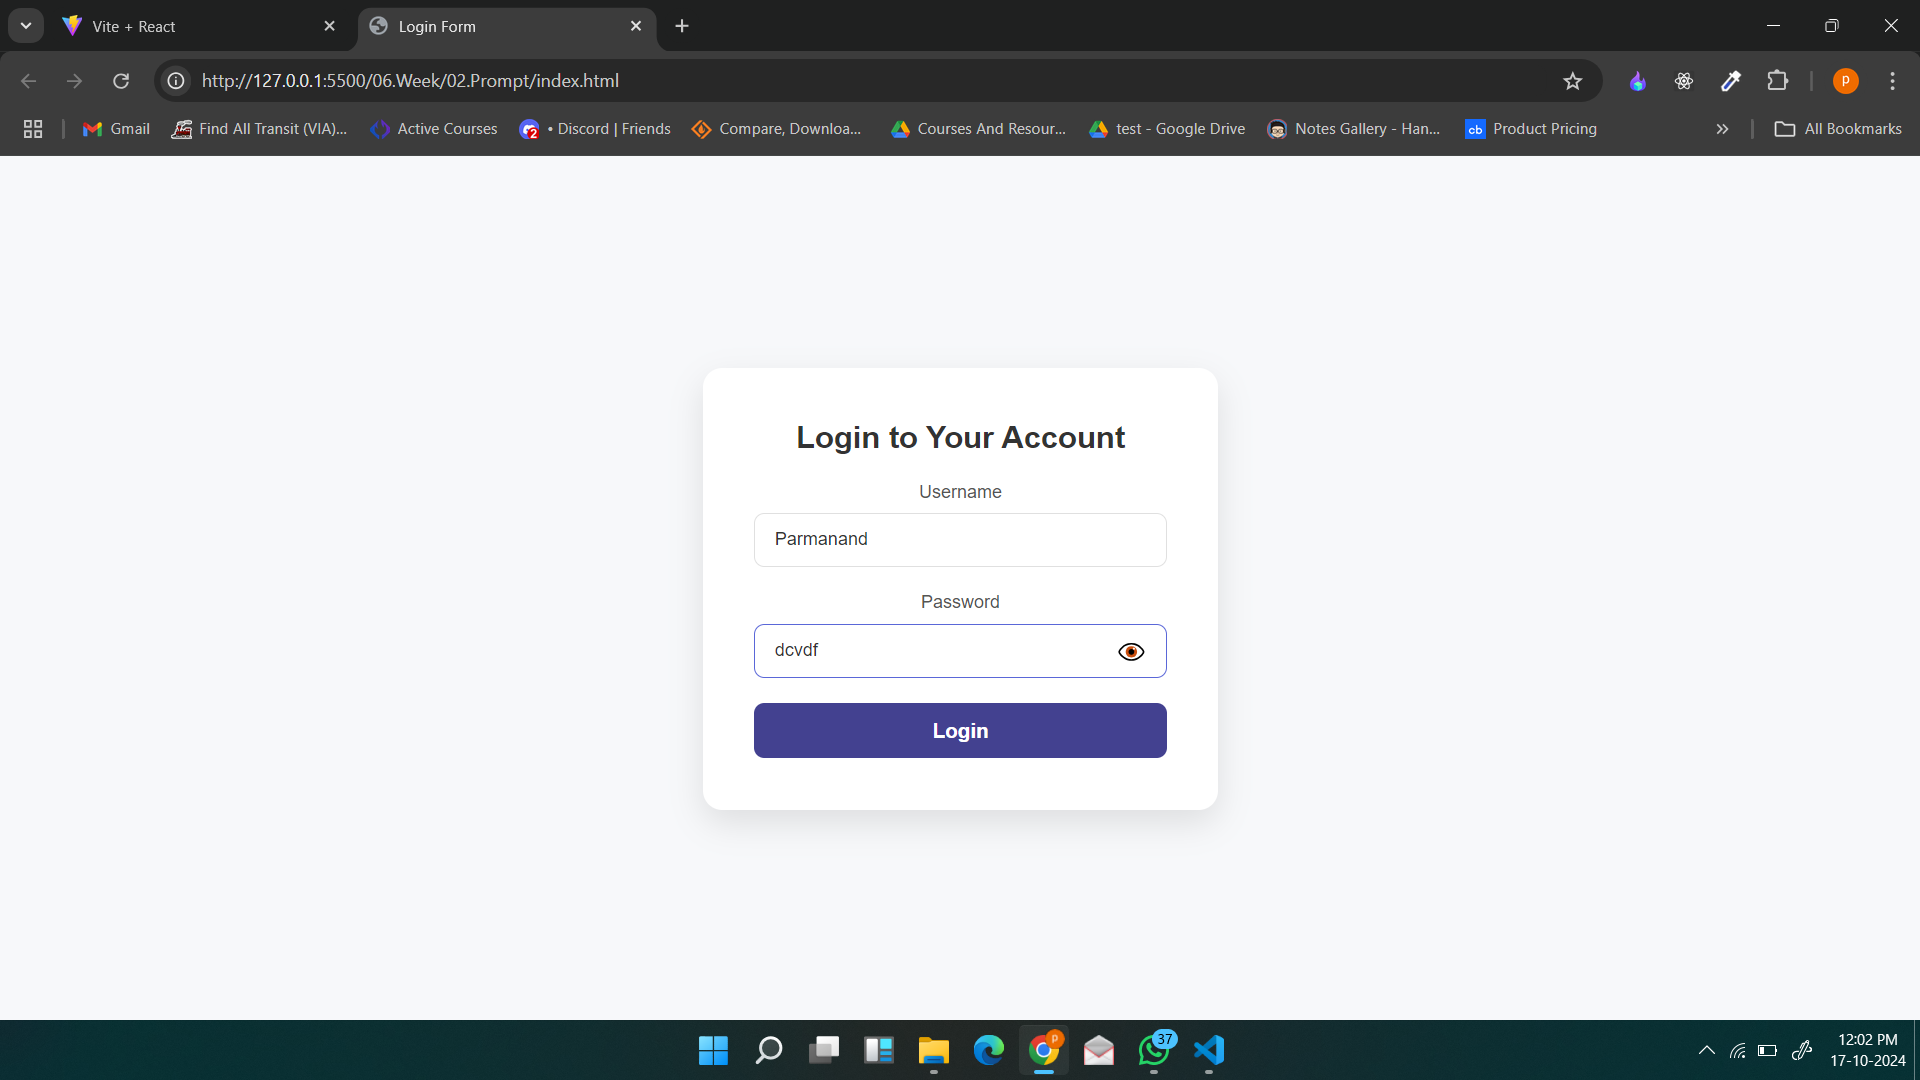 Vite + React
Login Form
http://127.0.0.1:5500/06.Week/02.Prompt/index.html
P
Gmail
Find All Transit (VIA)...
Active Courses
2
• Discord | Friends
Compare, Downloa...
Courses And Resour...
test - Google Drive
Notes Gallery - Han...
cb
Product Pricing
All Bookmarks
Login to Your Account
Username
Parmanand
Password
dcvdf
Login
P
37
12:02 PM
17-10-2024